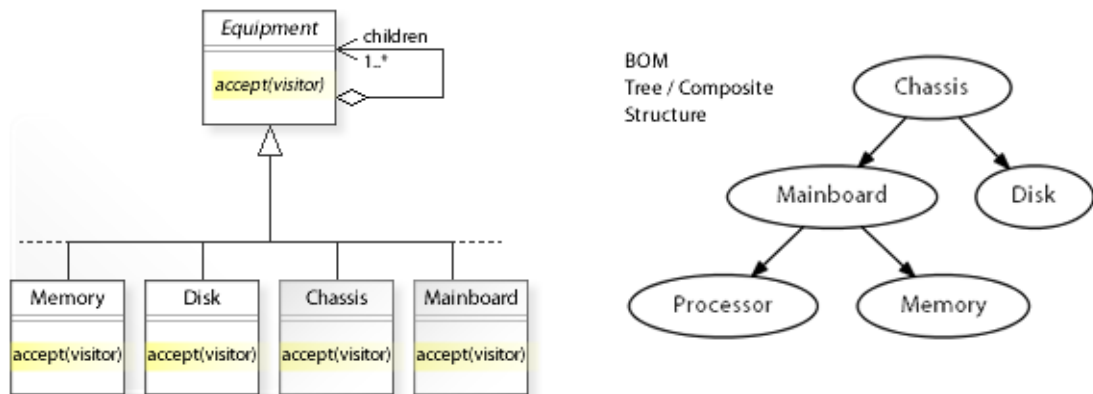 Equipment
children
1..*
accept(visitor)
Memory
accept(visitor)
Disk
accept(visitor)
Chassis
accept(visitor)
Mainboard
accept(visitor)
BOM
Tree / Composite
Structure
Chassis
Mainboard
Disk
Processor
Memory